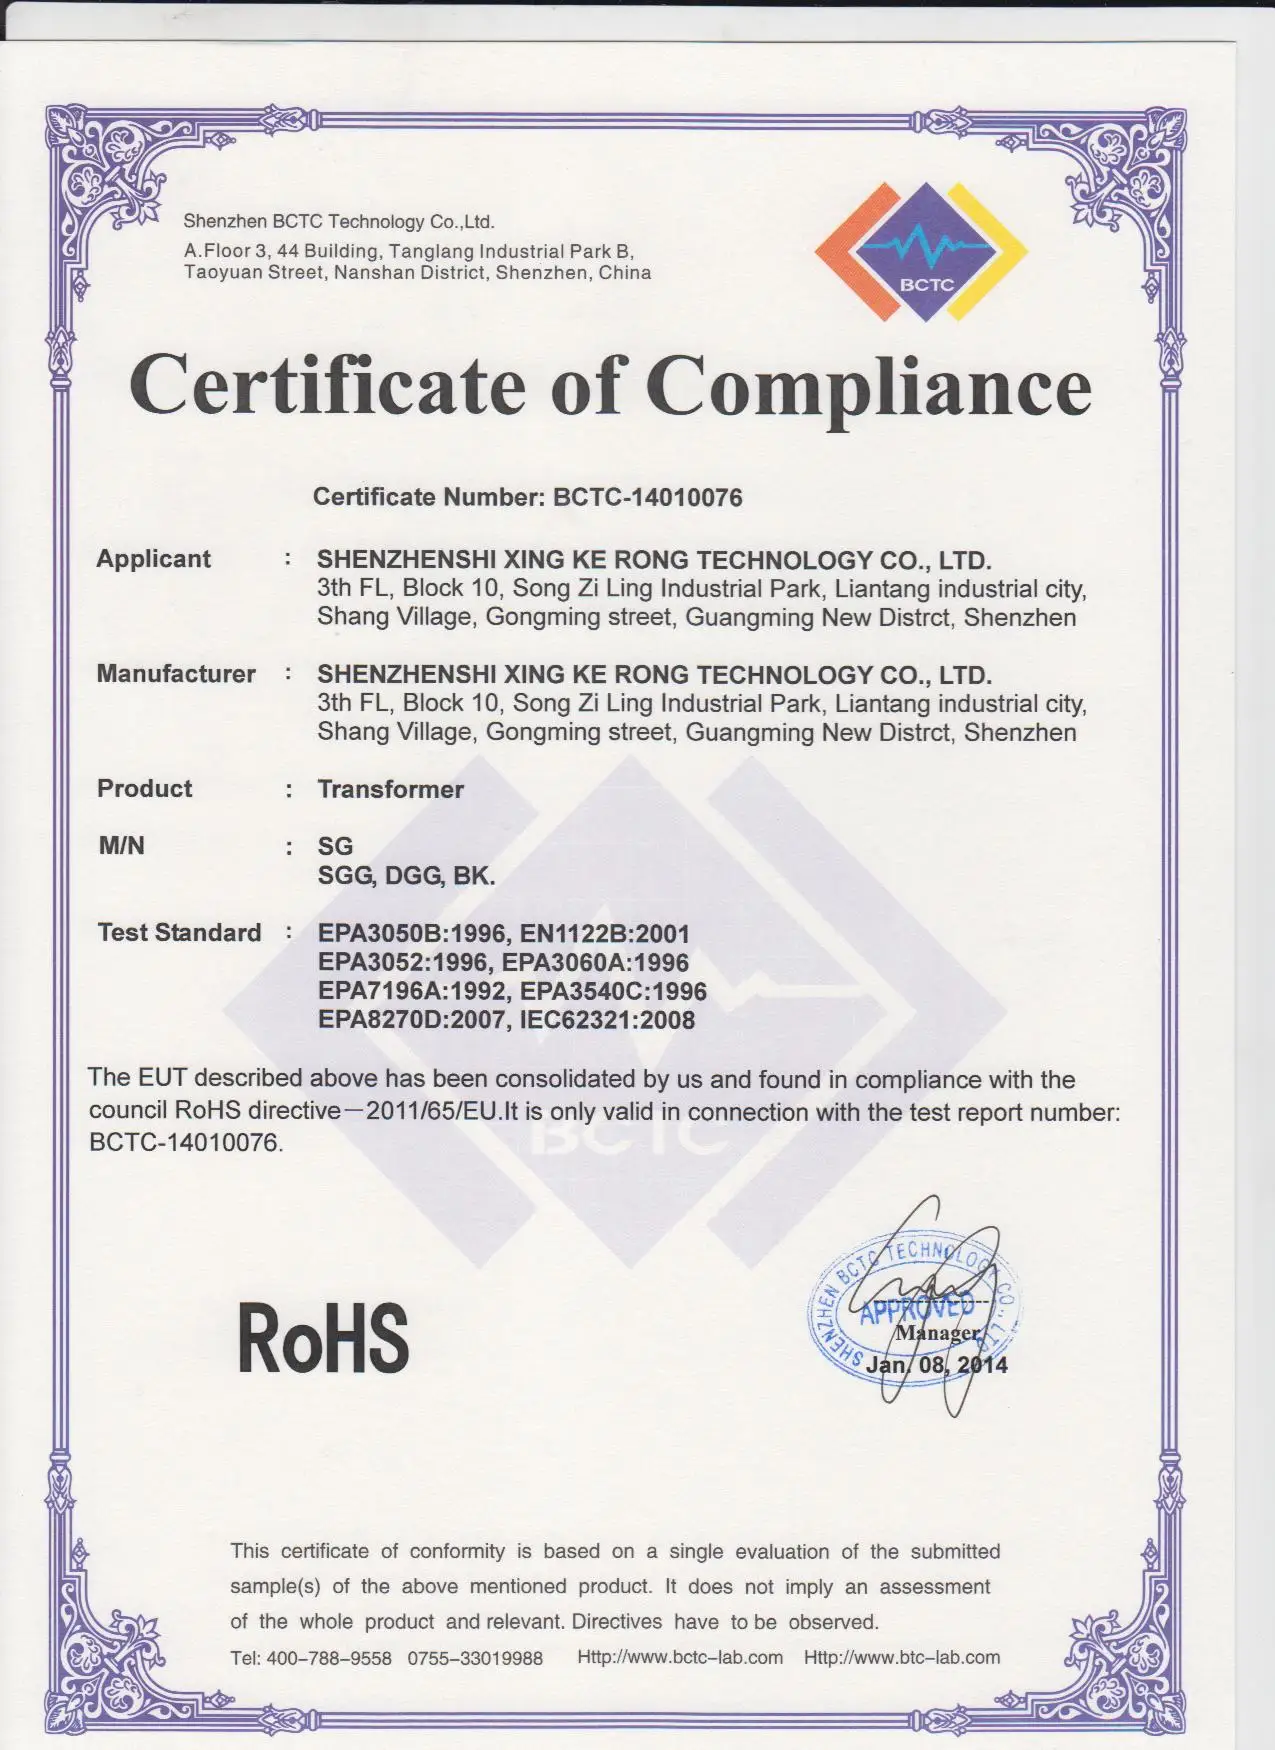 Shenzhen BCTC Technology Co.,Ltd.
A.Floor 3, 44 Building, Tanglang Industrial Park B,
Taoyuan Street, Nanshan District, Shenzhen, China
BCTC
Certificate of Compliance
Certificate Number: BCTC-14010076
Applicant : SHENZHENSHI XING KE RONG TECHNOLOGY CO., LTD.
3th FL, Block 10, Song Zi Ling Industrial Park, Liantang industrial city,
Shang Village, Gongming street, Guangming New Distrct, Shenzhen
Manufacturer : SHENZHENSHI XING KE RONG TECHNOLOGY CO., LTD.
3th FL, Block 10, Song Zi Ling Industrial Park, Liantang industrial city,
Shang Village, Gongming street, Guangming New Distrct, Shenzhen
Product : Transformer
M/N : SG
SGG, DGG, BK.
Test Standard : EPA3050B:1996, EN1122B:2001
EPA3052:1996, EPA3060A:1996
EPA7196A:1992, EPA3540C:1996
EPA8270D:2007, IEC62321:2008
The EUT described above has been consolidated by us and found in compliance with the
council RoHS directive—2011/65/EU.It is only valid in connection with the test report number:
BCTC-14010076.
BCTC
RoHS
SHENZHEN BCTC TECHNOLOGY CO., LTD
APPROVED
Manager
Jan. 08, 2014
This certificate of conformity is based on a single evaluation of the submitted
sample(s) of the above mentioned product. It does not imply an assessment
of the whole product and relevant. Directives have to be observed.
Tel: 400-788-9558 0755-33019988 Http://www.bctc-lab.com Http://www.btc-lab.com